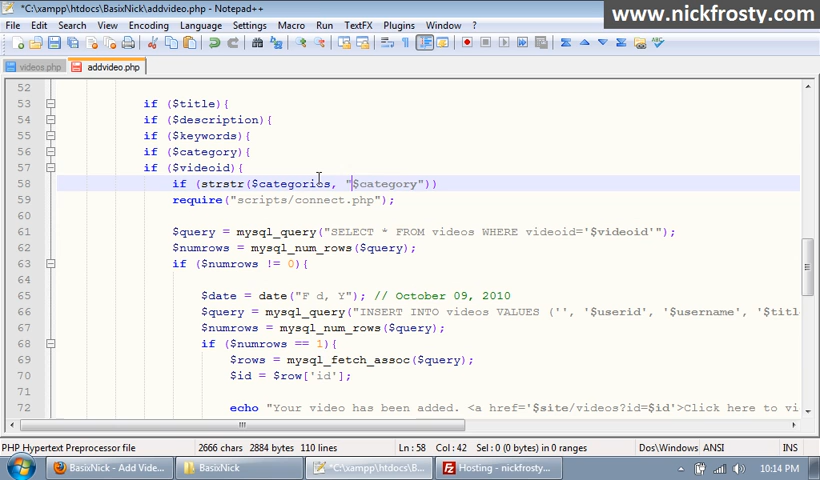 *C:\xampp\htdocs\BasixNick\addvideo.php - Notepad++
www.nickfrosty.com
File Edit Search View Encoding Language Settings Macro Run TextFX Plugins Window ?
videos.php addvideo.php
52
53 if ($title){
54 if ($description){
55 if ($keywords){
56 if ($category){
57 if ($videoid){
58 if (strstr($categories, "$category"))
59 require("scripts/connect.php");
60
61 $query = mysql_query("SELECT * FROM videos WHERE videoid='$videoid'");
62 $numrows = mysql_num_rows($query);
63 if ($numrows != 0){
64
65 $date = date("F d, Y"); // October 09, 2010
66 $query = mysql_query("INSERT INTO videos VALUES ('', '$userid', '$username', '$titl
67 $numrows = mysql_num_rows($query);
68 if ($numrows == 1){
69 $rows = mysql_fetch_assoc($query);
70 $id = $row['id'];
71
72 echo "Your video has been added. <a href='$site/videos?id=$id'>Click here to vi
PHP Hypertext Preprocessor file 2666 chars 2884 bytes 110 lines Ln : 58 Col : 42 Sel : 0 (0 bytes) in 0 ranges Dos\Windows ANSI INS
BasixNick - Add Vide... BasixNick *C:\xampp\htdocs\B... Hosting - nickfrosty... 10:14 PM